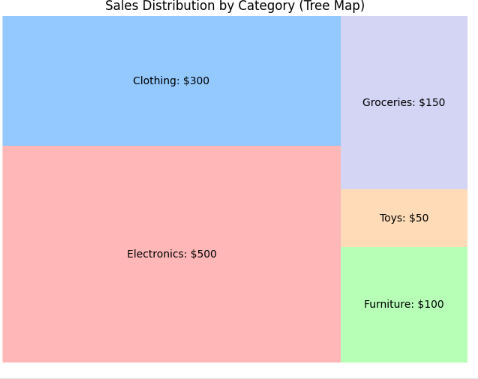 Sales Distribution by Category (Tree Map)
Clothing: $300
Groceries: $150
Toys: $50
Electronics: $500
Furniture: $100